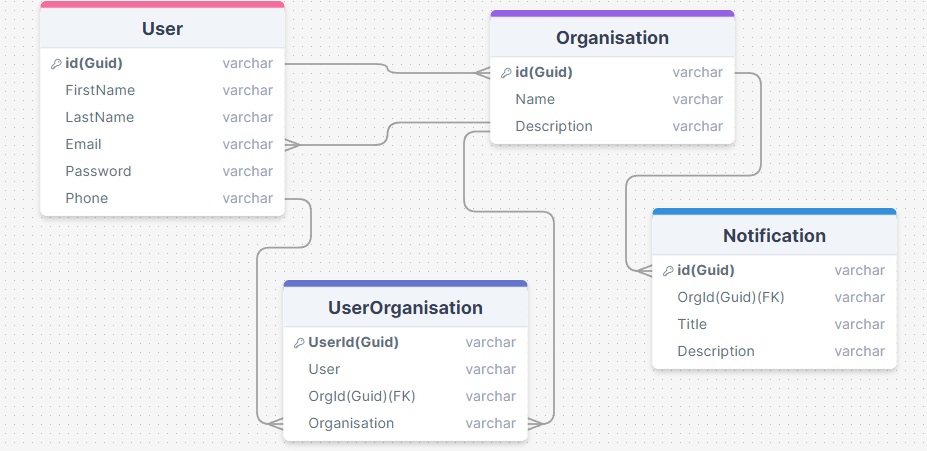 User
id(Guid) varchar
FirstName varchar
LastName varchar
Email varchar
Password varchar
Phone varchar
Organisation
id(Guid) varchar
Name varchar
Description varchar
UserOrganisation
UserId(Guid) varchar
User varchar
OrgId(Guid)(FK) varchar
Organisation varchar
Notification
id(Guid) varchar
OrgId(Guid)(FK) varchar
Title varchar
Description varchar